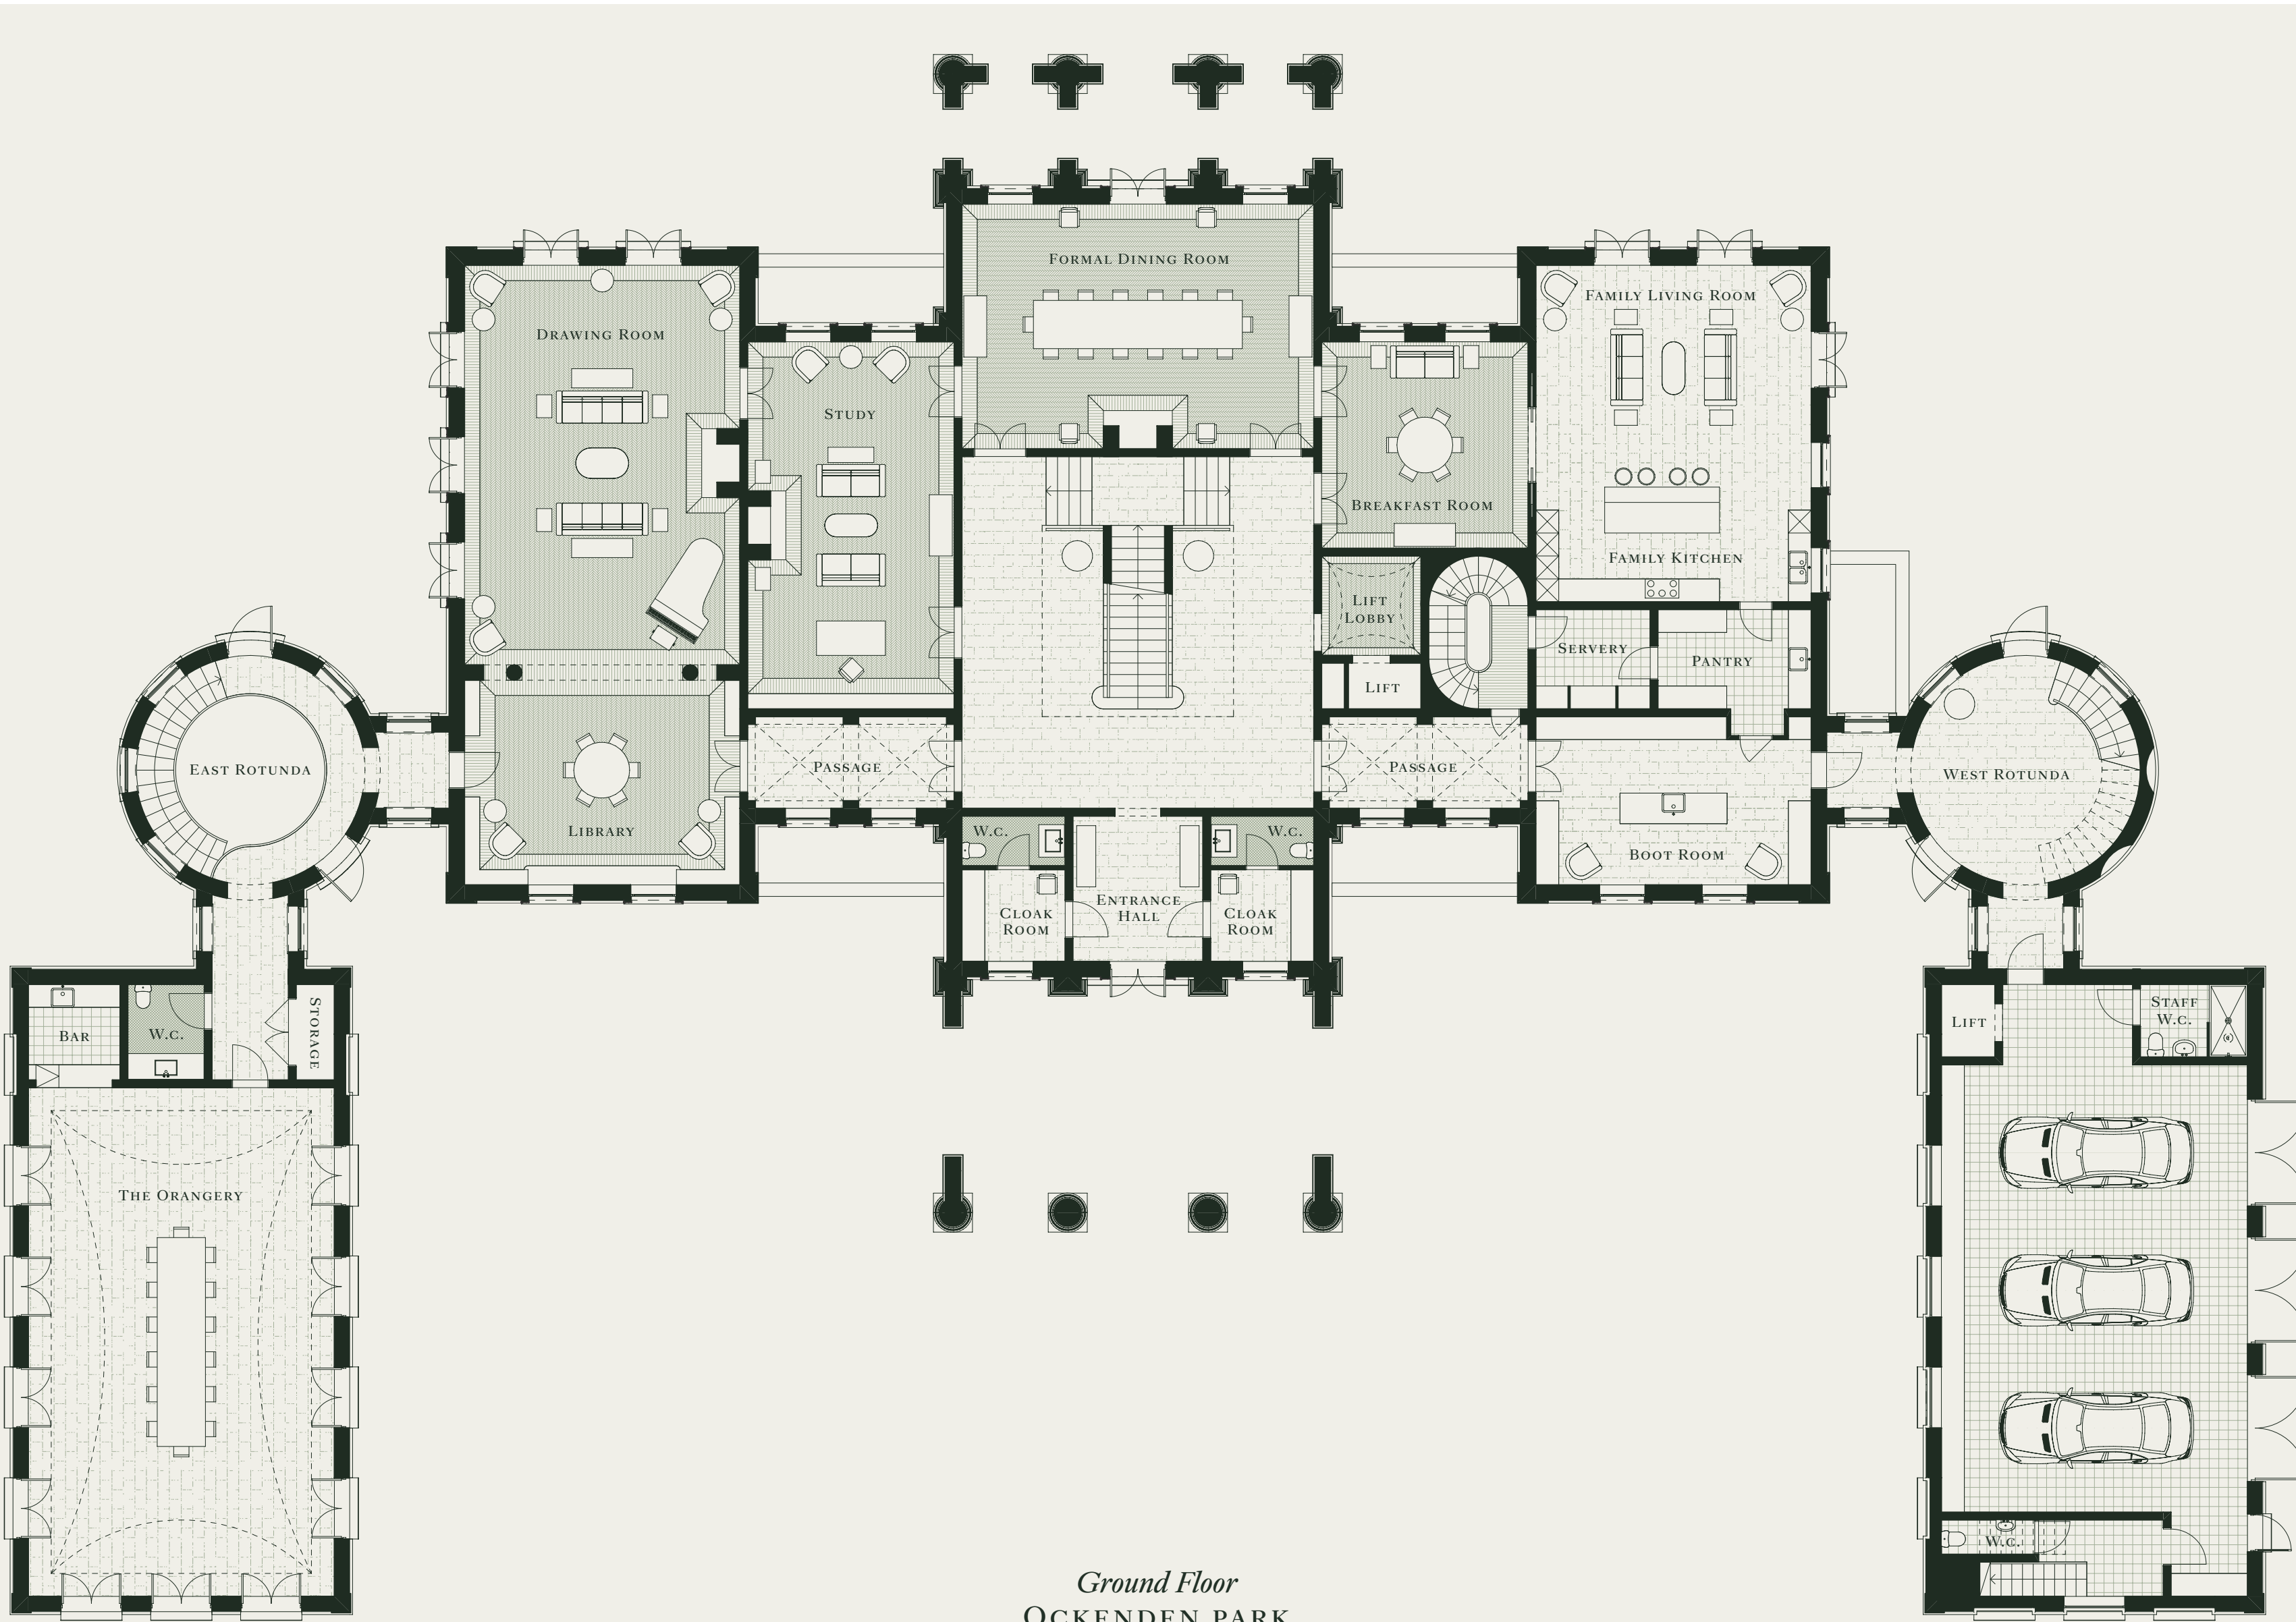 FORMAL DINING ROOM
FAMILY LIVING ROOM
DRAWING ROOM
STUDY
BREAKFAST ROOM
FAMILY KITCHEN
LIFT
LOBBY
SERVERY
PANTRY
LIFT
EAST ROTUNDA
PASSAGE
PASSAGE
WEST ROTUNDA
LIBRARY
W.C.
W.C.
BOOT ROOM
CLOAK
ROOM
ENTRANCE
HALL
CLOAK
ROOM
BAR
W.C.
STORAGE
LIFT
STAFF
W.C.
THE ORANGERY
W.C.
Ground Floor
OCKENDEN PARK